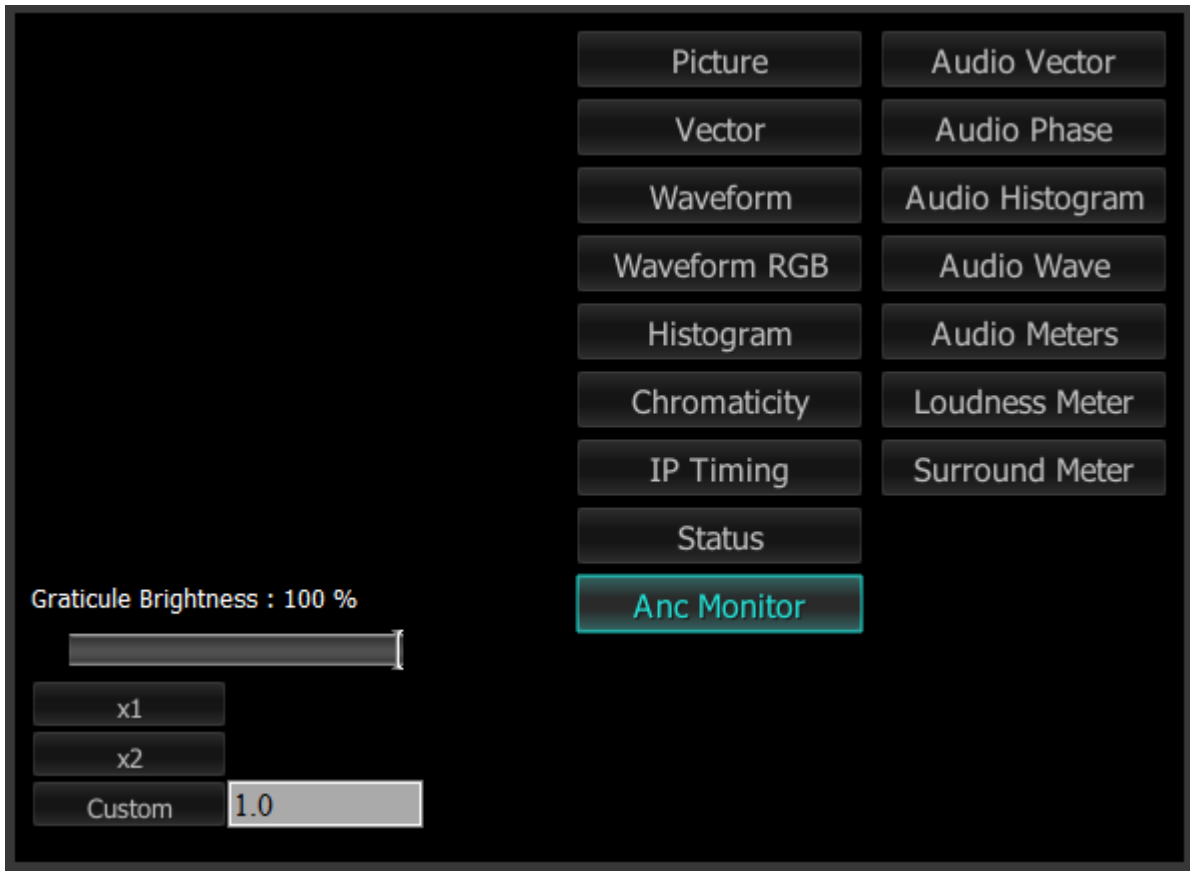 Picture
Audio Vector
Vector
Audio Phase
Waveform
Audio Histogram
Waveform RGB
Audio Wave
Histogram
Audio Meters
Chromaticity
Loudness Meter
IP Timing
Surround Meter
Status
Anc Monitor
Graticule Brightness : 100 %
x1
x2
Custom
1.0